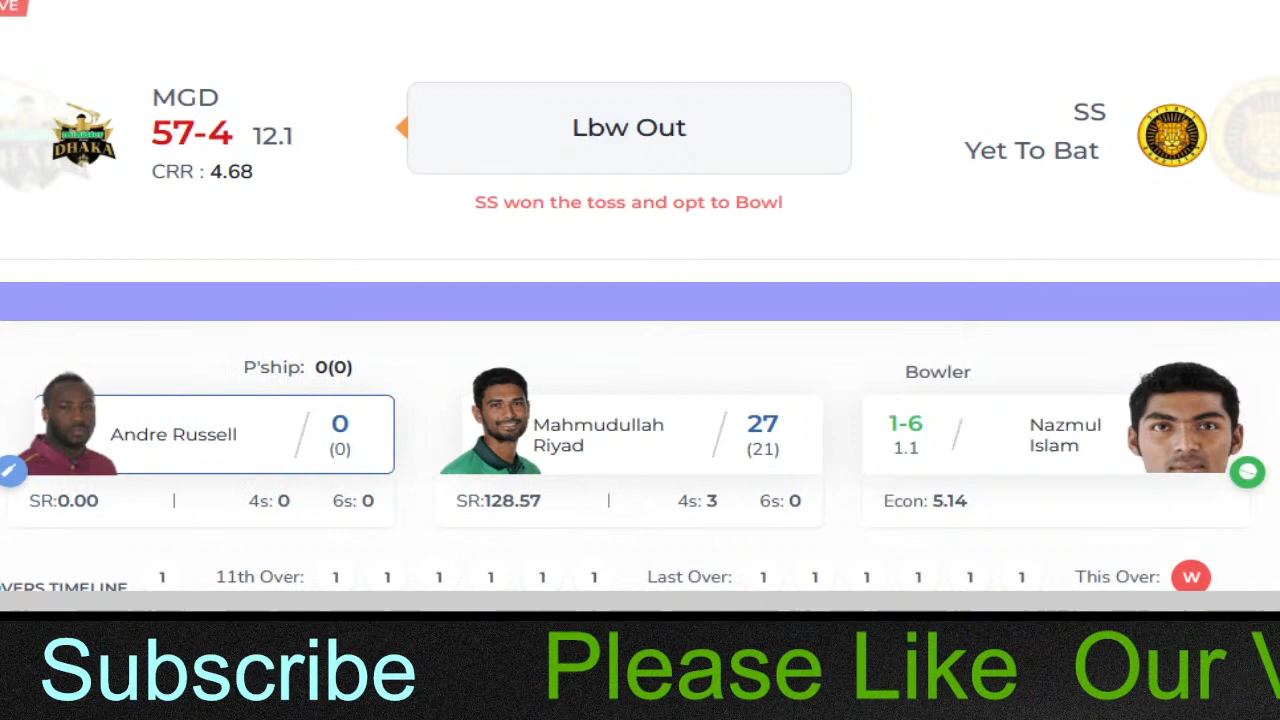 VE
MGD
57-4 12.1
CRR : 4.68
DHAKA
Lbw Out
SS won the toss and opt to Bowl
SS
Yet To Bat
P'ship: 0(0)
Andre Russell
0
(0)
SR:0.00 | 4s: 0 6s: 0
Mahmudullah
Riyad
27
(21)
SR:128.57 | 4s: 3 6s: 0
Bowler
1-6
1.1
Nazmul
Islam
Econ: 5.14
OVERS TIMELINE 1 11th Over: 1 1 1 1 1 1 Last Over: 1 1 1 1 1 1 This Over: W
Subscribe Please Like Our